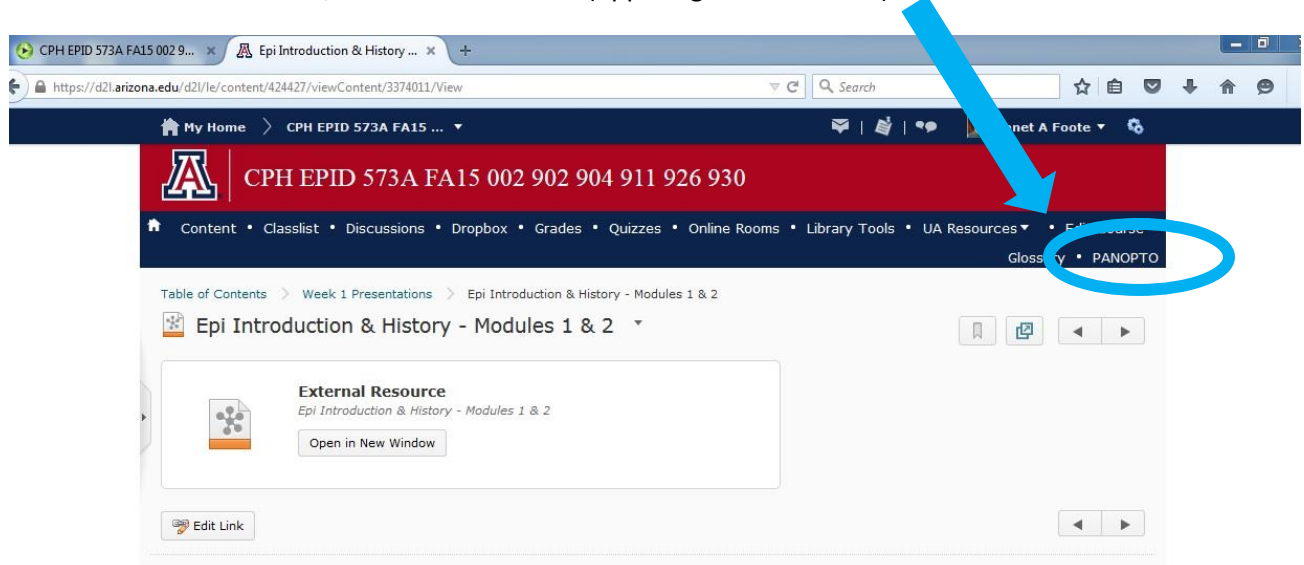 CPH EPID 573A FA15 002 9... × Epi Introduction & History ... × +
https://d2l.arizona.edu/d2l/le/content/424427/viewContent/3374011/View Search
My Home > CPH EPID 573A FA15 ... A Foote
A CPH EPID 573A FA15 002 902 904 911 926 930
Content • Classlist • Discussions • Dropbox • Grades • Quizzes • Online Rooms • Library Tools • UA Resources •
• PANOPTO
Table of Contents > Week 1 Presentations > Epi Introduction & History - Modules 1 & 2
Epi Introduction & History - Modules 1 & 2
External Resource
Epi Introduction & History - Modules 1 & 2
Open in New Window
Edit Link